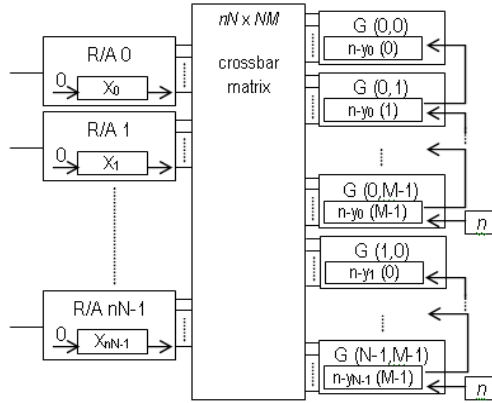 nN x NM
crossbar
matrix
R/A 0
0
X0
R/A 1
0
X1
R/A nN-1
0
XnN-1
G (0,0)
n-y0 (0)
G (0,1)
n-y0 (1)
G (0,M-1)
n-y0 (M-1)
n
G (1,0)
n-y1 (0)
G (N-1,M-1)
n-yN-1 (M-1)
n